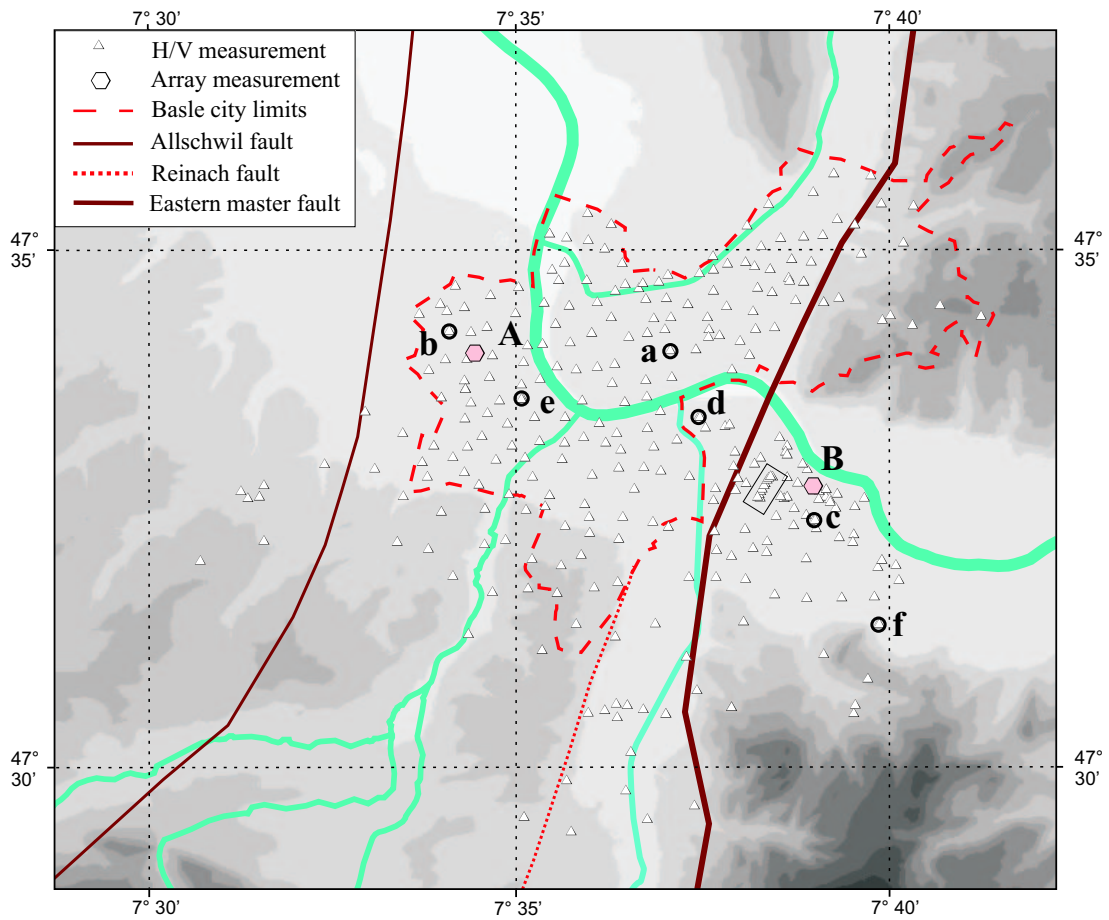 7° 30'
7° 35'
7° 40'
H/V measurement
Array measurement
Basle city limits
Allschwil fault
Reinach fault
Eastern master fault
47°
35'
47°
35'
b
A
a
e
d
B
c
f
47°
30'
47°
30'
7° 30'
7° 35'
7° 40'